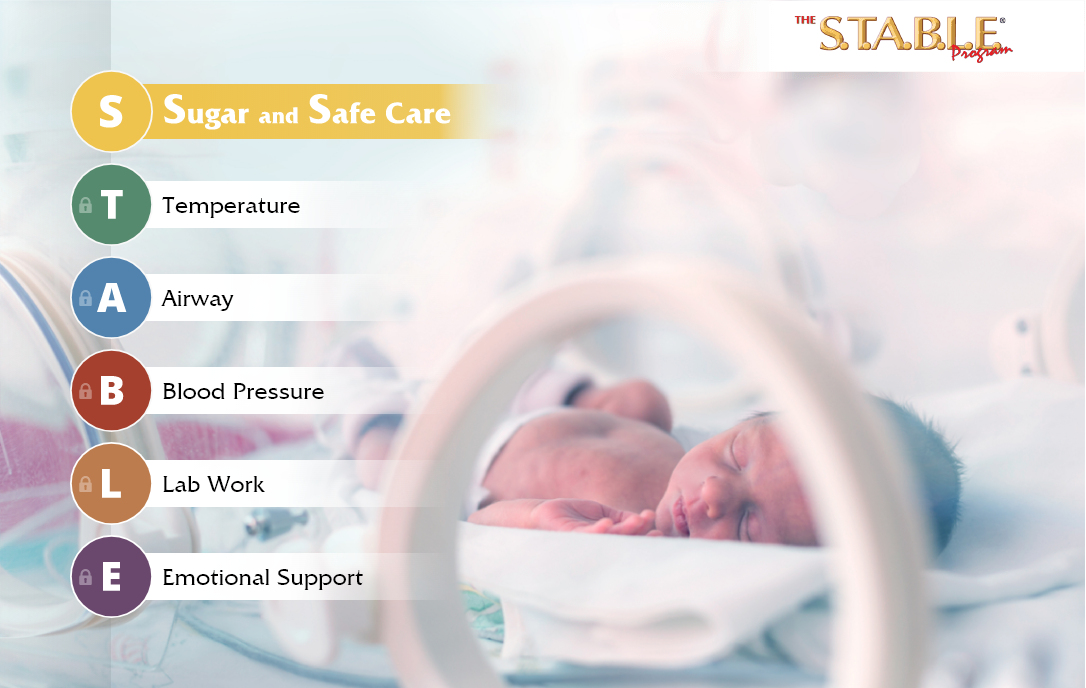 THE S.T.A.B.L.E.® Program
S Sugar and Safe Care
T Temperature
A Airway
B Blood Pressure
L Lab Work
E Emotional Support